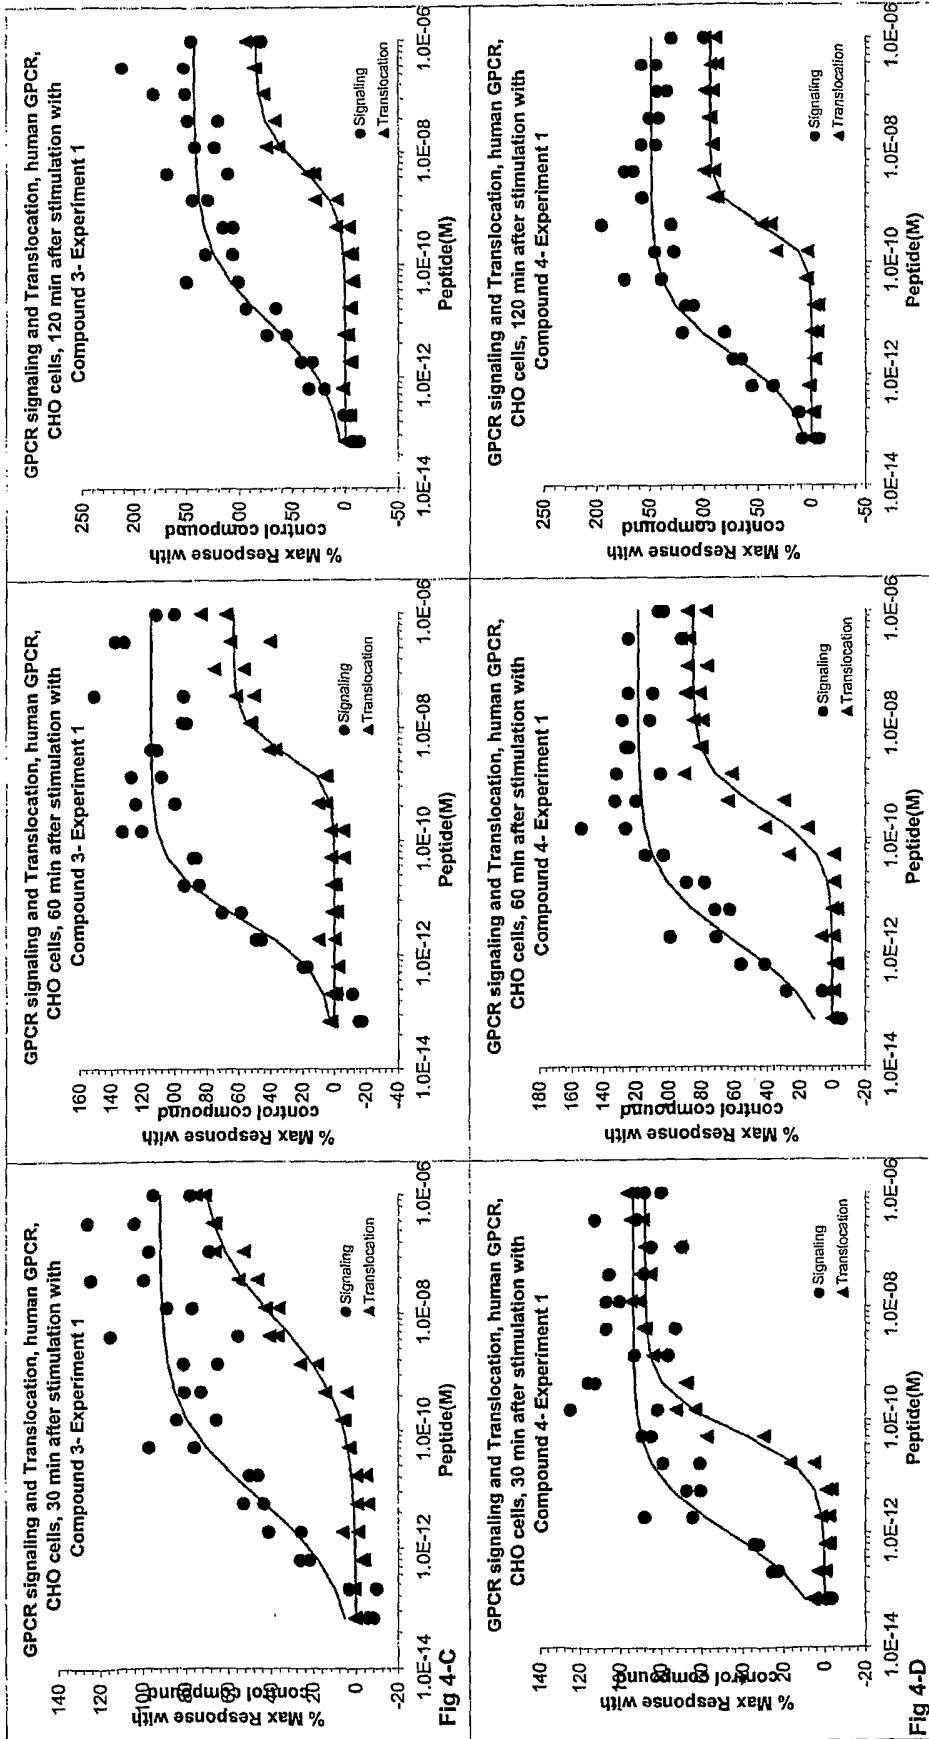 GPCR signaling and Translocation, human GPCR,
CHO cells, 30 min after stimulation with
Compound 3- Experiment 1
% Max Response with
control compound
140
120
100
80
60
40
20
0
-20
1.0E-14
1.0E-12
1.0E-10
1.0E-08
1.0E-06
Peptide(M)
Signaling
Translocation
Fig 4-C
GPCR signaling and Translocation, human GPCR,
CHO cells, 60 min after stimulation with
Compound 3- Experiment 1
% Max Response with
control compound
160
140
120
100
80
60
40
20
0
-20
-40
1.0E-14
1.0E-12
1.0E-10
1.0E-08
1.0E-06
Peptide(M)
Signaling
Translocation
GPCR signaling and Translocation, human GPCR,
CHO cells, 120 min after stimulation with
Compound 3- Experiment 1
% Max Response with
control compound
250
200
150
100
50
0
-50
1.0E-14
1.0E-12
1.0E-10
1.0E-08
1.0E-06
Peptide(M)
Signaling
Translocation
GPCR signaling and Translocation, human GPCR,
CHO cells, 30 min after stimulation with
Compound 4- Experiment 1
% Max Response with
control compound
140
120
100
80
60
40
20
0
-20
1.0E-14
1.0E-12
1.0E-10
1.0E-08
1.0E-06
Peptide(M)
Signaling
Translocation
Fig 4-D
GPCR signaling and Translocation, human GPCR,
CHO cells, 60 min after stimulation with
Compound 4- Experiment 1
% Max Response with
control compound
180
160
140
120
100
80
60
40
20
0
-20
1.0E-14
1.0E-12
1.0E-10
1.0E-08
1.0E-06
Peptide(M)
Signaling
Translocation
GPCR signaling and Translocation, human GPCR,
CHO cells, 120 min after stimulation with
Compound 4- Experiment 1
% Max Response with
control compound
250
200
150
100
50
0
-50
1.0E-14
1.0E-12
1.0E-10
1.0E-08
1.0E-06
Peptide(M)
Signaling
Translocation